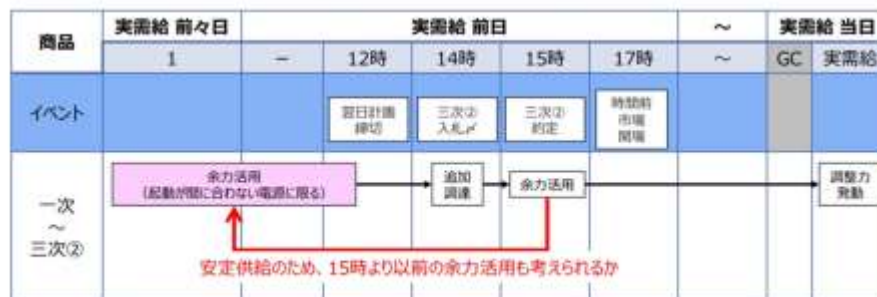 商品
実需給 前々日
実需給 前日
～
実需給 当日
1
－
12時
14時
15時
17時
～
GC
実需給
イベント
翌日計画
締切
三次②
入札〆
三次②
約定
時間前
市場
開場
一次
～
三次②
余力活用
(起動が間に合わない電源に限る)
追加
調達
余力活用
調整力
発動
安定供給のため、15時より以前の余力活用も考えられるか